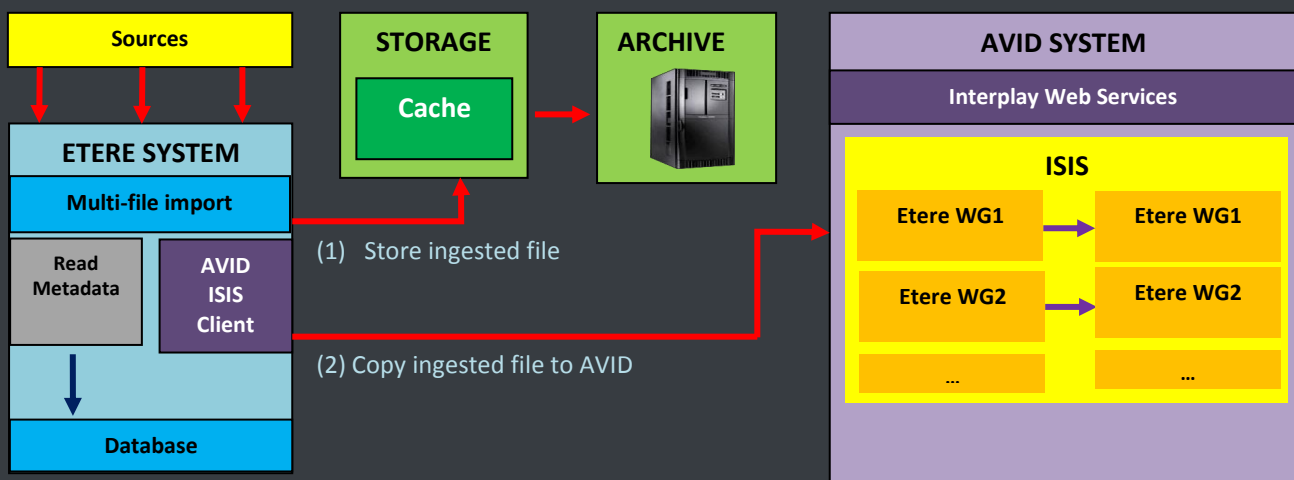 Sources
ETERE SYSTEM
Multi-file import
Read
Metadata
AVID
ISIS
Client
Database
STORAGE
Cache
ARCHIVE
(1) Store ingested file
(2) Copy ingested file to AVID
AVID SYSTEM
Interplay Web Services
ISIS
Etere WG1
Etere WG1
Etere WG2
Etere WG2
...
...